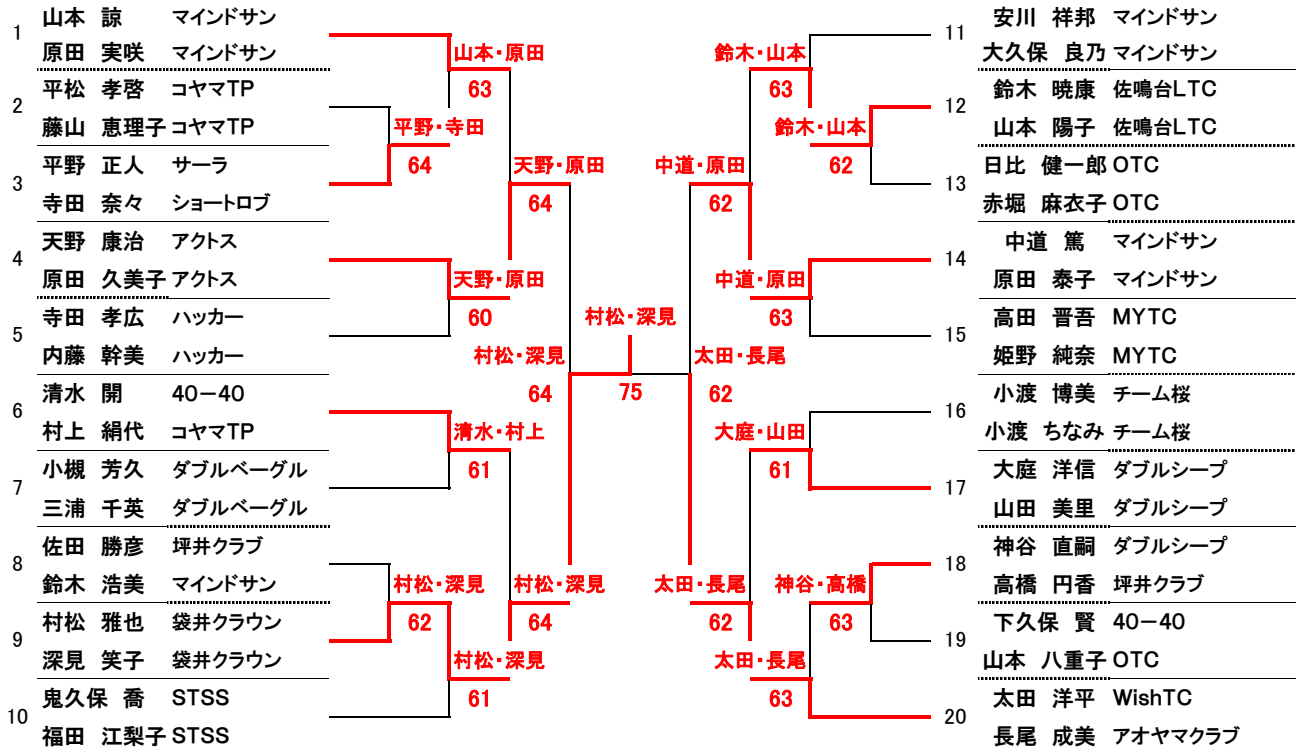 1 山本 諒 マインドサン
原田 実咲 マインドサン
2 平松 孝啓 コヤマTP
藤山 恵理子 コヤマTP
3 平野 正人 サーラ
寺田 奈々 ショートロブ
4 天野 康治 アクトス
原田 久美子 アクトス
5 寺田 孝広 ハッカー
内藤 幹美 ハッカー
6 清水 開 40－40
村上 絹代 コヤマTP
7 小槻 芳久 ダブルベーグル
三浦 千英 ダブルベーグル
8 佐田 勝彦 坪井クラブ
鈴木 浩美 マインドサン
9 村松 雅也 袋井クラウン
深見 笑子 袋井クラウン
10 鬼久保 喬 STSS
福田 江梨子 STSS
山本・原田
63
平野・寺田
64
天野・原田
64
天野・原田
60
村松・深見
64
清水・村上
61
村松・深見
62
村松・深見
64
村松・深見
61
村松・深見
75
鈴木・山本
63
鈴木・山本
62
中道・原田
62
中道・原田
63
太田・長尾
62
大庭・山田
61
太田・長尾
62
神谷・高橋
63
太田・長尾
63
11 安川 祥邦 マインドサン
大久保 良乃 マインドサン
12 鈴木 暁康 佐鳴台LTC
山本 陽子 佐鳴台LTC
13 日比 健一郎 OTC
赤堀 麻衣子 OTC
14 中道 篤 マインドサン
原田 泰子 マインドサン
15 高田 晋吾 MYTC
姫野 純奈 MYTC
16 小渡 博美 チーム桜
小渡 ちなみ チーム桜
17 大庭 洋信 ダブルシープ
山田 美里 ダブルシープ
18 神谷 直嗣 ダブルシープ
高橋 円香 坪井クラブ
19 下久保 賢 40－40
山本 八重子 OTC
20 太田 洋平 WishTC
長尾 成美 アオヤマクラブ